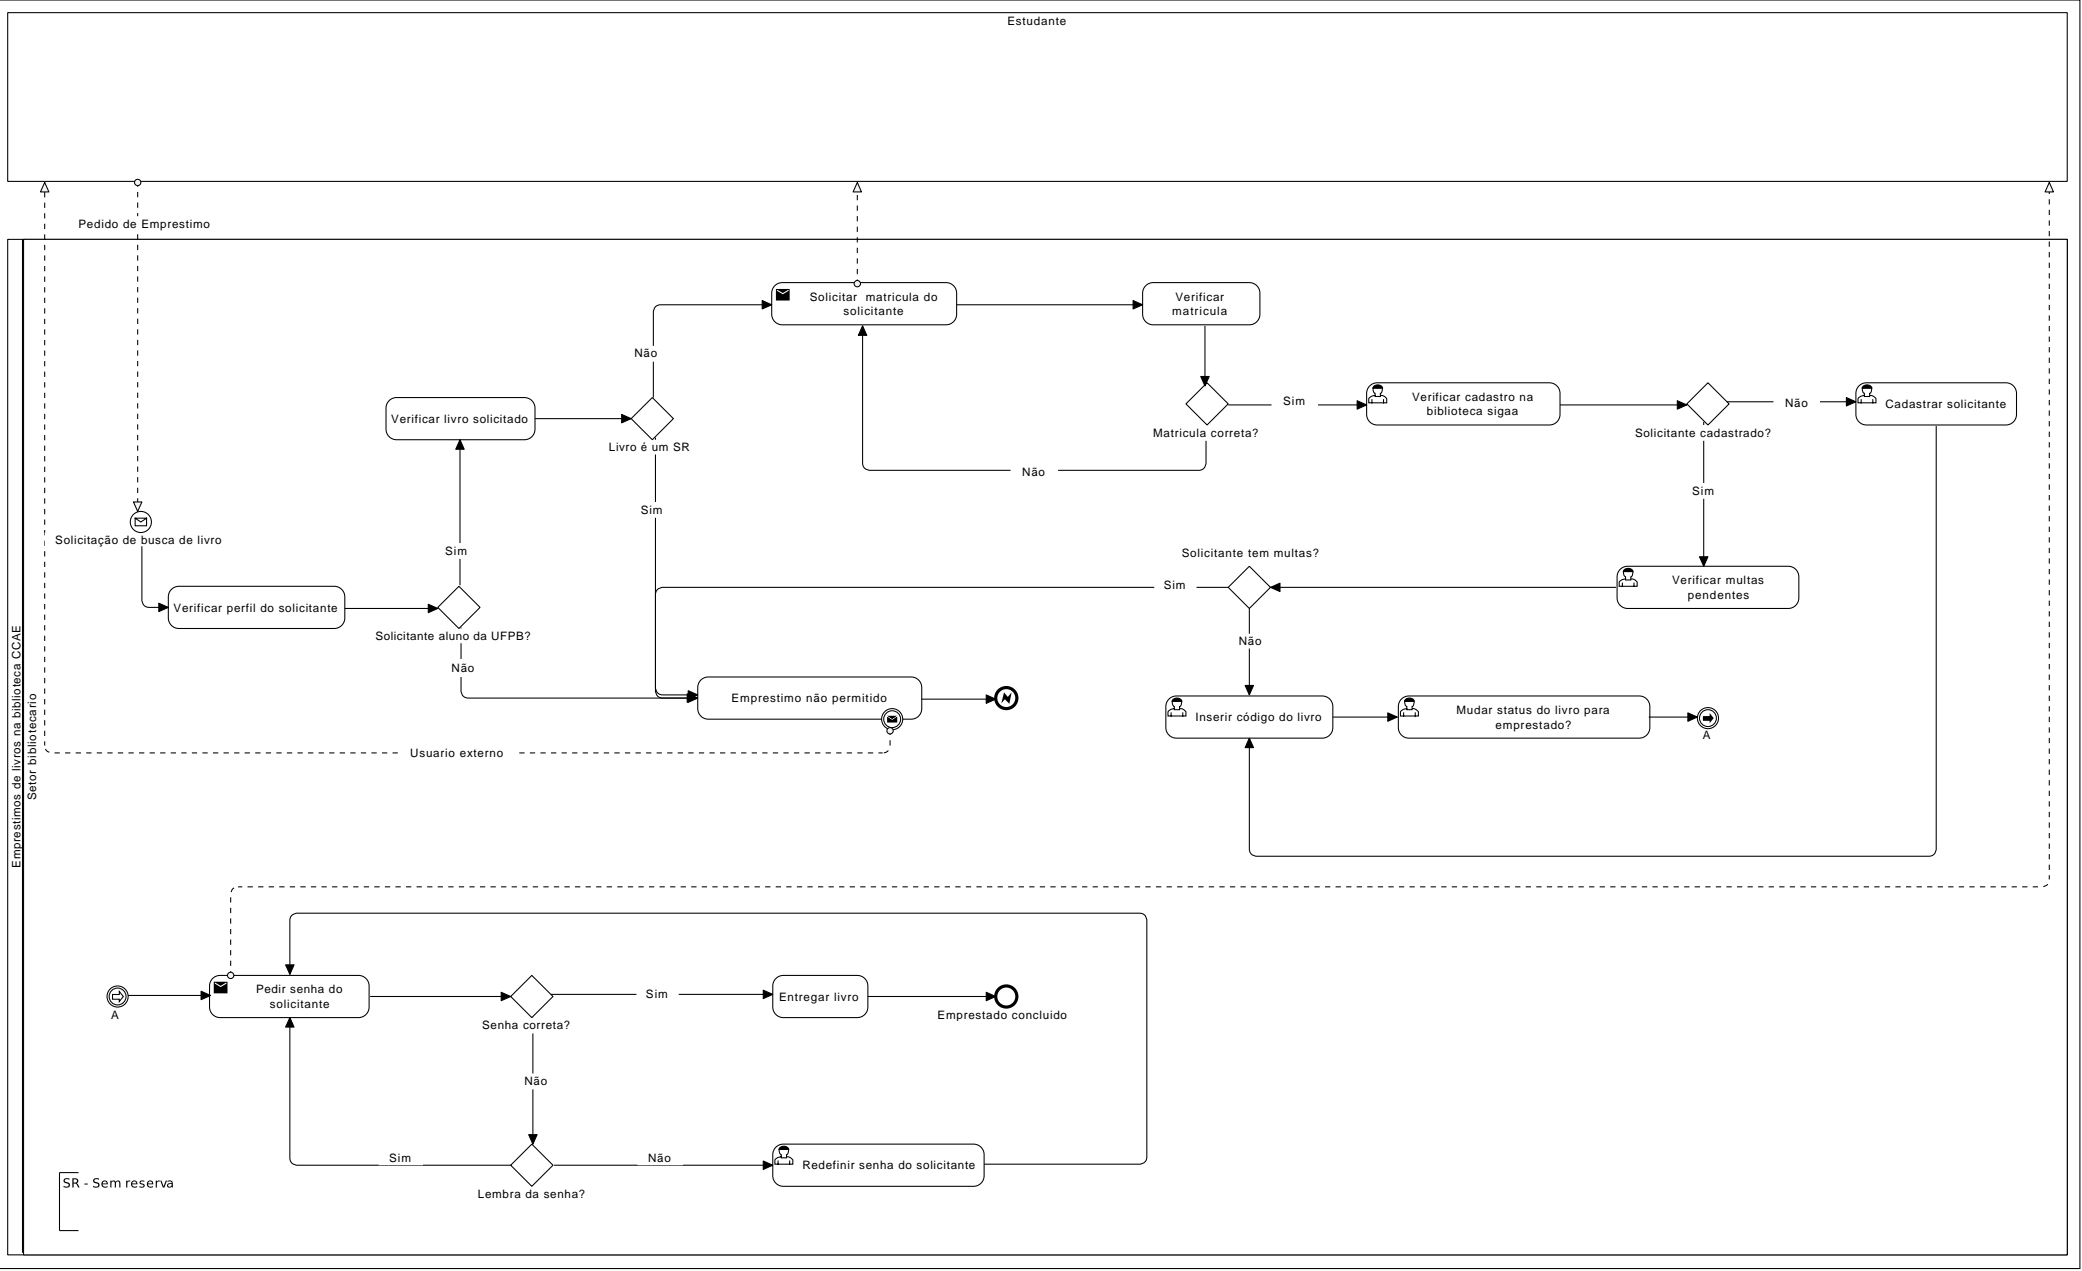 Estudante
Pedido de Emprestimo
Emprestimos de livros na biblioteca CCAE
Setor bibliotecario
Solicitar matricula do
solicitante
Verificar
matricula
Não
Verificar livro solicitado
Livro é um SR
Matricula correta?
Sim
Verificar cadastro na
biblioteca sigaa
Solicitante cadastrado?
Não
Cadastrar solicitante
Não
Sim
Sim
Solicitação de busca de livro
Sim
Solicitante tem multas?
Sim
Verificar multas
pendentes
Verificar perfil do solicitante
Solicitante aluno da UFPB?
Não
Não
Emprestimo não permitido
Inserir código do livro
Mudar status do livro para
emprestado?
A
Usuario externo
A
Pedir senha do
solicitante
Senha correta?
Sim
Entregar livro
Emprestado concluido
Não
Sim
Lembra da senha?
Não
Redefinir senha do solicitante
SR - Sem reserva